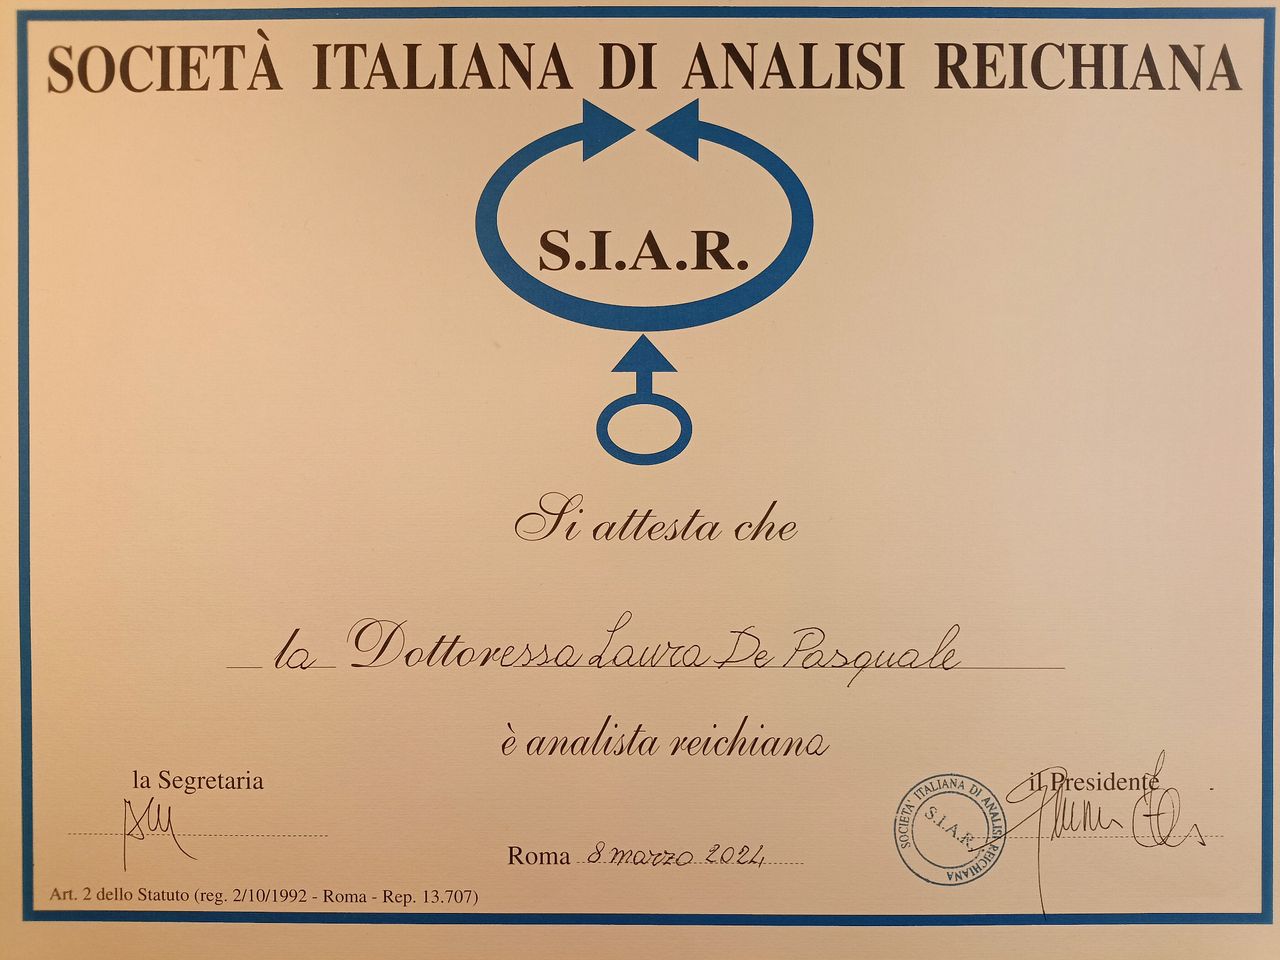 SOCIETÀ ITALIANA DI ANALISI REICHIANA
S.I.A.R.
Si attesta che
la Dottoressa Laura De Pasquale
è analista reichiana
la Segretaria
il Presidente
SOCIETA' ITALIANA DI ANALISI REICHIANA
S.I.A.R.
Roma 8 marzo 2024
Art. 2 dello Statuto (reg. 2/10/1992 - Roma - Rep. 13.707)